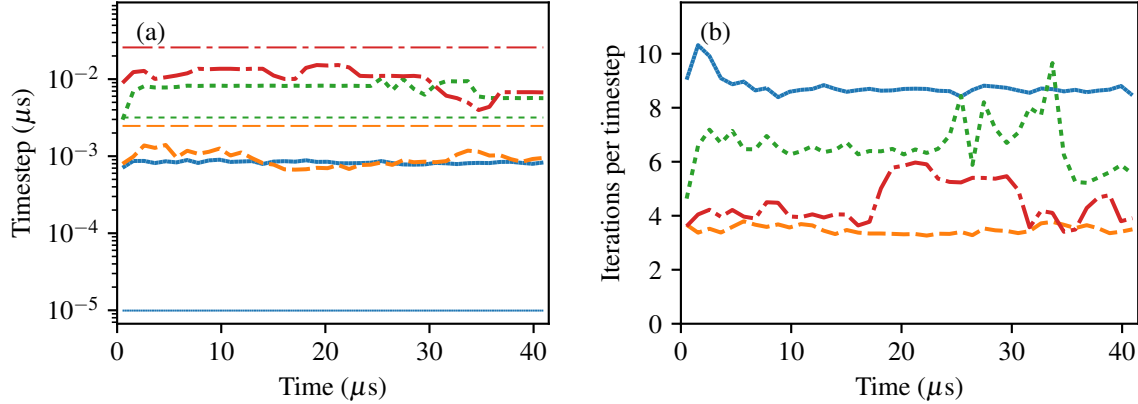 (a)
Timestep (μs)
10⁻²
10⁻³
10⁻⁴
10⁻⁵
0 10 20 30 40
Time (μs)
(b)
Iterations per timestep
10
8
6
4
2
0
0 10 20 30 40
Time (μs)